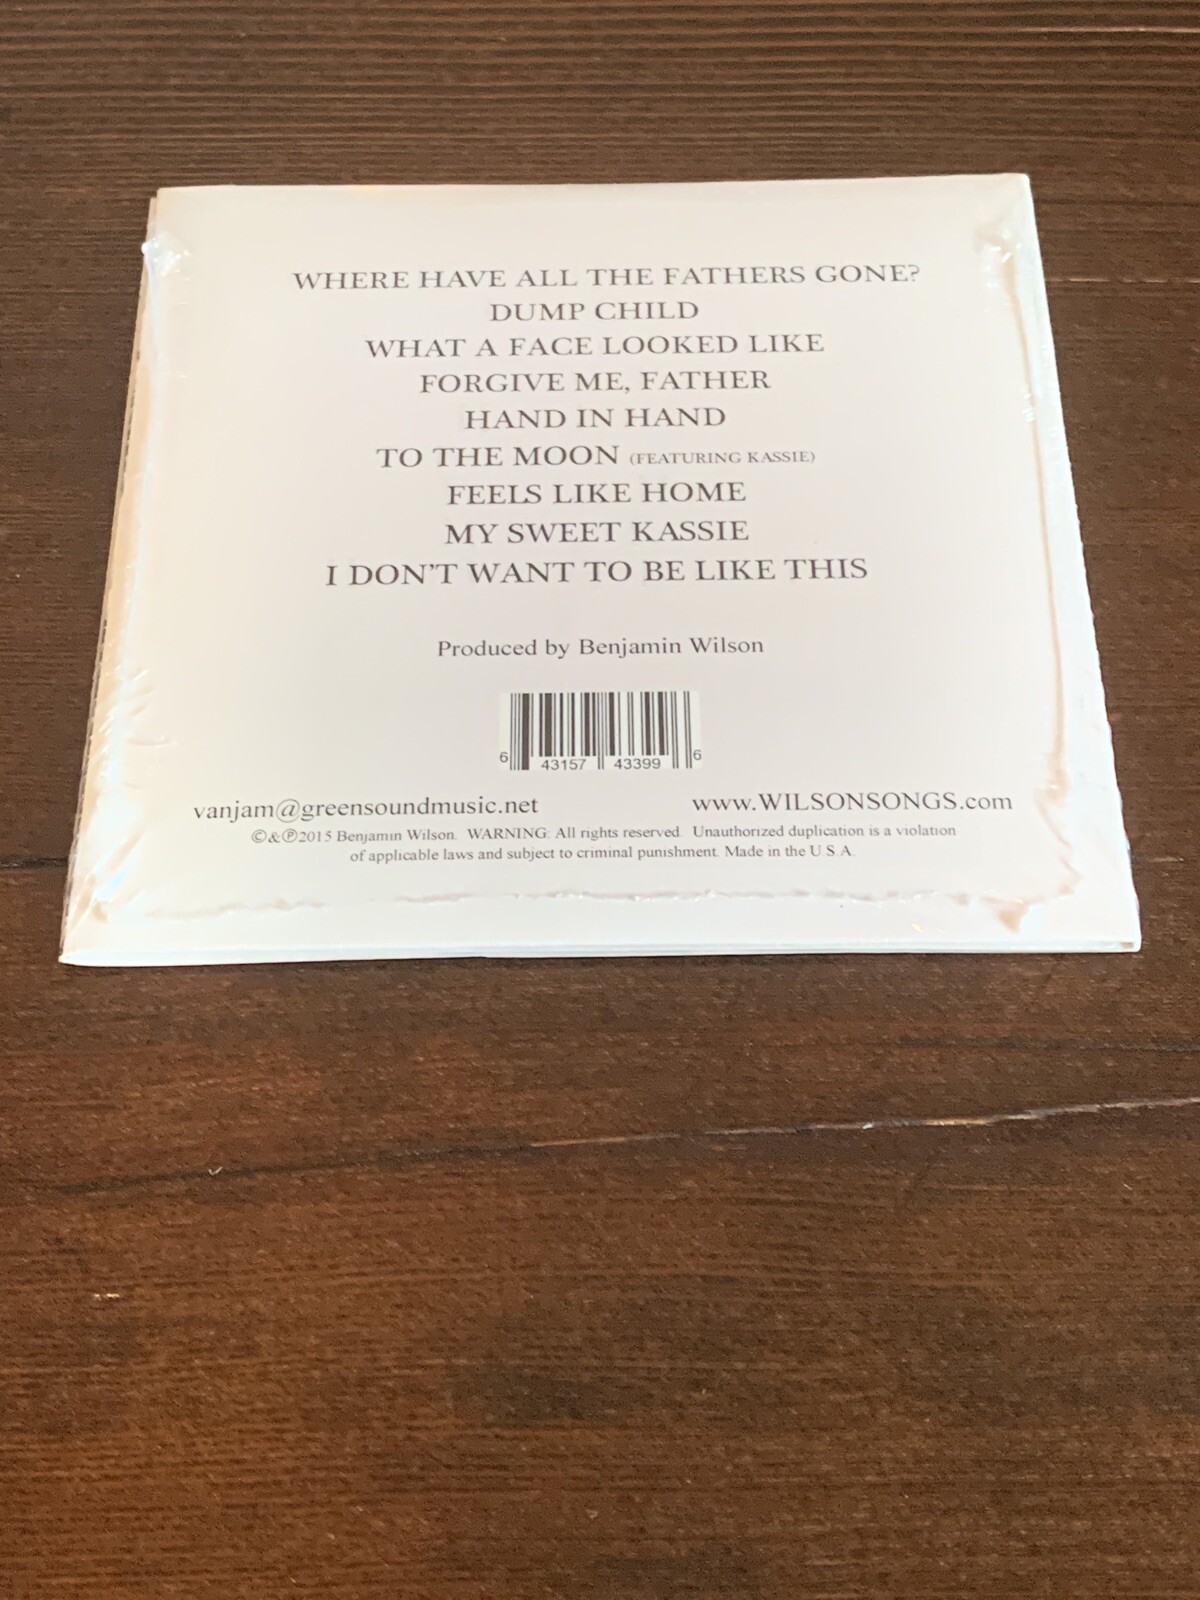 WHERE HAVE ALL THE FATHERS GONE?
DUMP CHILD
WHAT A FACE LOOKED LIKE
FORGIVE ME, FATHER
HAND IN HAND
TO THE MOON (FEATURING KASSIE)
FEELS LIKE HOME
MY SWEET KASSIE
I DON'T WANT TO BE LIKE THIS
Produced by Benjamin Wilson
6 43157 43399 6
vanjam@greensoundmusic.net www.WILSONSONGS.com
©&℗2015 Benjamin Wilson. WARNING: All rights reserved. Unauthorized duplication is a violation
of applicable laws and subject to criminal punishment. Made in the U.S.A.